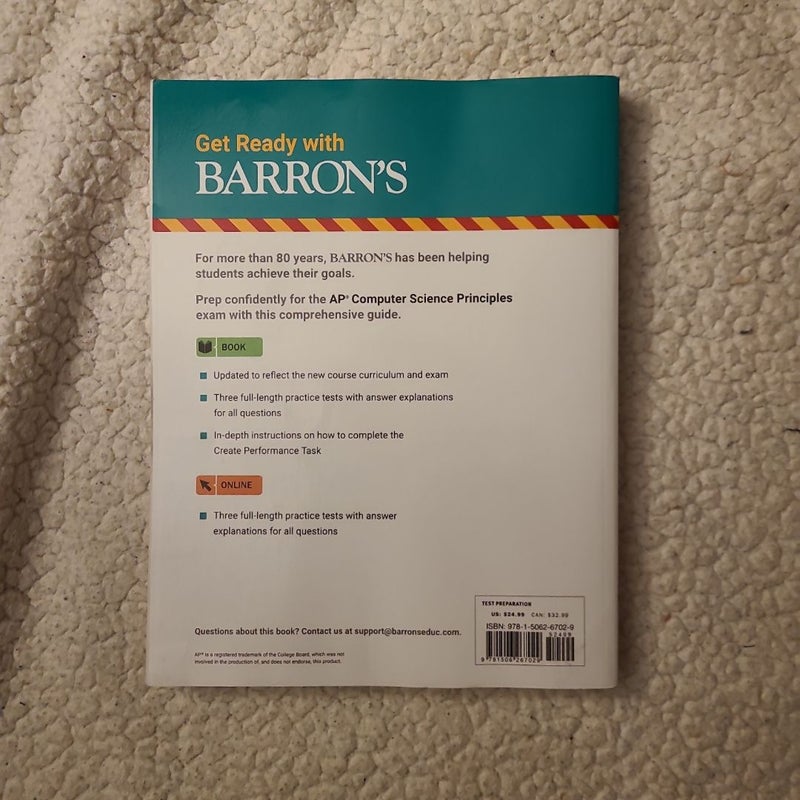 Get Ready with
BARRON'S
For more than 80 years, BARRON'S has been helping
students achieve their goals.
Prep confidently for the AP® Computer Science Principles
exam with this comprehensive guide.
BOOK
Updated to reflect the new course curriculum and exam
Three full-length practice tests with answer explanations
for all questions
In-depth instructions on how to complete the
Create Performance Task
ONLINE
Three full-length practice tests with answer
explanations for all questions
TEST PREPARATION
US: $24.99 CAN: $32.99
ISBN: 978-1-5062-6702-9
52499
9 781506 267029
Questions about this book? Contact us at support@barronseduc.com.
AP® is a registered trademark of the College Board, which was not
involved in the production of, and does not endorse, this product.